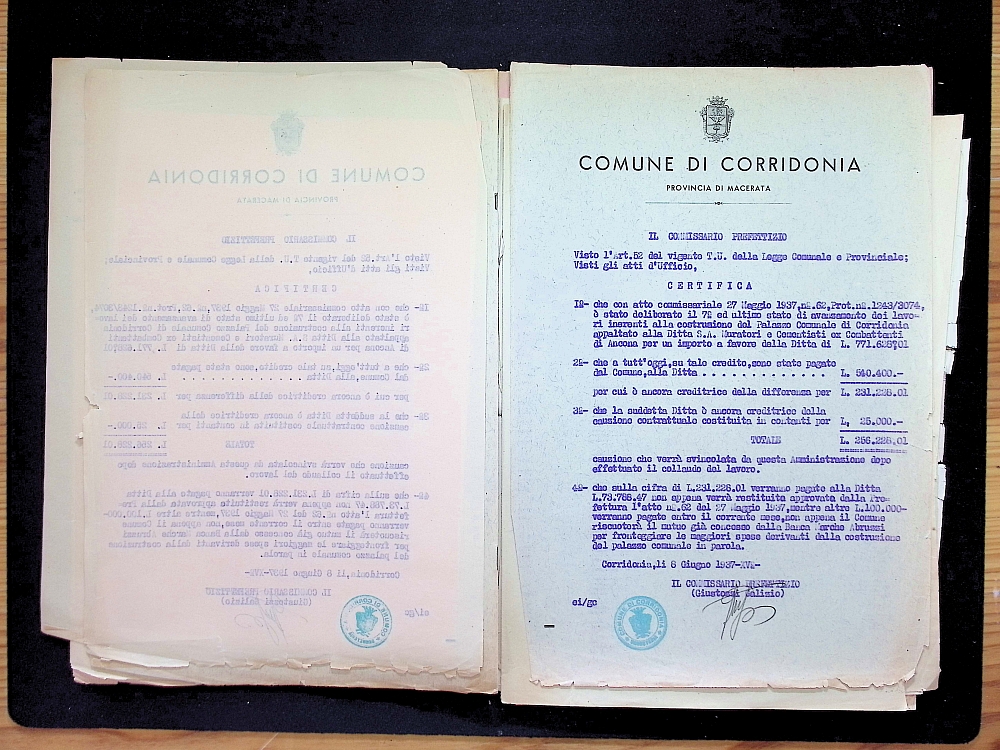 COMUNE DI CORRIDONIA
PROVINCIA DI MACERATA
IL COMMISSARIO PREFETTIZIO
Visto l'Art.52 del vigente T.U. della Legge Comunale e Provinciale;
Visti gli atti d'Ufficio,
CERTIFICA
1º- che con atto commissariale 27 Maggio 1937,nº.62,Prot.nº.1243/3074,
è stato deliberato il 7º ed ultimo stato di avanzamento dei lavo-
ri inerenti alla costruzione del Palazzo Comunale di Corridonia
appaltato alla Ditta S.A. Muratori e Cementisti ex Combattenti
di Ancona per un importo a favore della Ditta di L. 771.628,01
2º- che a tutt'oggi,su tale credito,sono state pagate
dal Comune,alla Ditta . . . . . . . . . . . L. 540.400.-
per cui è ancora creditrice della differenza per L. 231.228.01
3º- che la suddetta Ditta è ancora creditrice della
cauzione contrattuale costituita in contanti per L, 25.000.-
TOTALE L. 256.228.01
cauzione che verrà svincolata da questa Amministrazione dopo
effettuato il collaudo del lavoro.
4º- che sulla cifra di L.231.228.01 verranno pagate alla Ditta
L.73.788.47 non appena verrà restituita approvata dalla Pre-
fettura l'atto nº.62 del 27 Maggio 1937,mentre altre L.100.000-
verranno pagate entro il corrente mese,non appena il Comune
riscuoterà il mutuo già concesso dalla Banca Marche Abruzzi
per fronteggiare le maggiori spese derivanti dalla costruzione
del palazzo comunale in parola.
Corridonia,li 8 Giugno 1937-XV-
IL COMMISSARIO PREFETTIZIO
(Giustozzi Galizio)
ei/gc
COMUNE DI CORRIDONIA